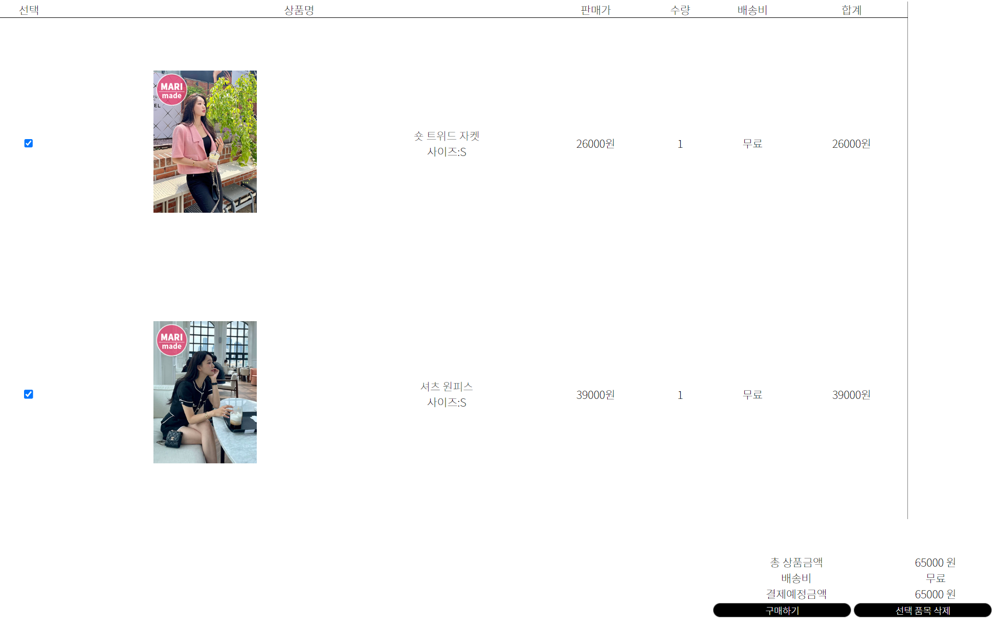 선택 상품명 판매가 수량 배송비 합계
MARI
made
EL
숏 트위드 자켓
사이즈:S
26000원 1 무료 26000원
MARI
made
셔츠 원피스
사이즈:S
39000원 1 무료 39000원
총 상품금액 65000 원
배송비 무료
결제예정금액 65000 원
구매하기 선택 품목 삭제